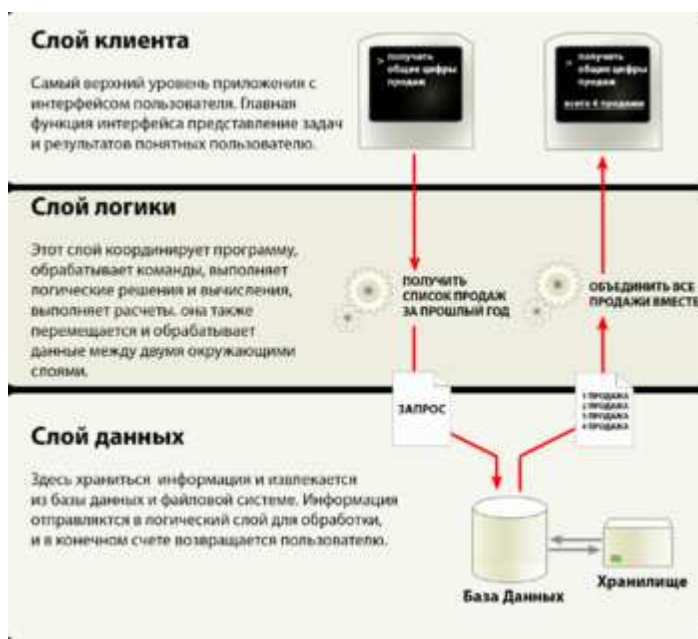 Слой клиента
Самый верхний уровень приложения с
интерфейсом пользователя. Главная
функция интерфейса представление задач
и результатов понятных пользователю.
> получить
общие цифры
продаж
> получить
общие цифры
продаж
всего 4 продажи
Слой логики
Этот слой координирует программу,
обрабатывает команды, выполняет
логические решения и вычисления,
выполняет расчеты. она также
перемещается и обрабатывает
данные между двумя окружающими
слоями.
ПОЛУЧИТЬ
СПИСОК ПРОДАЖ
ЗА ПРОШЛЫЙ ГОД
ОБЪЕДИНИТЬ ВСЕ
ПРОДАЖИ ВМЕСТЕ
ЗАПРОС
1 ПРОДАЖА
2 ПРОДАЖА
3 ПРОДАЖА
4 ПРОДАЖА
Слой данных
Здесь храниться информация и извлекается
из базы данных и файловой системе. Информация
отправляктся в логический слой для обработки,
и в конечном счете возвращается пользователю.
База Данных
Хранилище